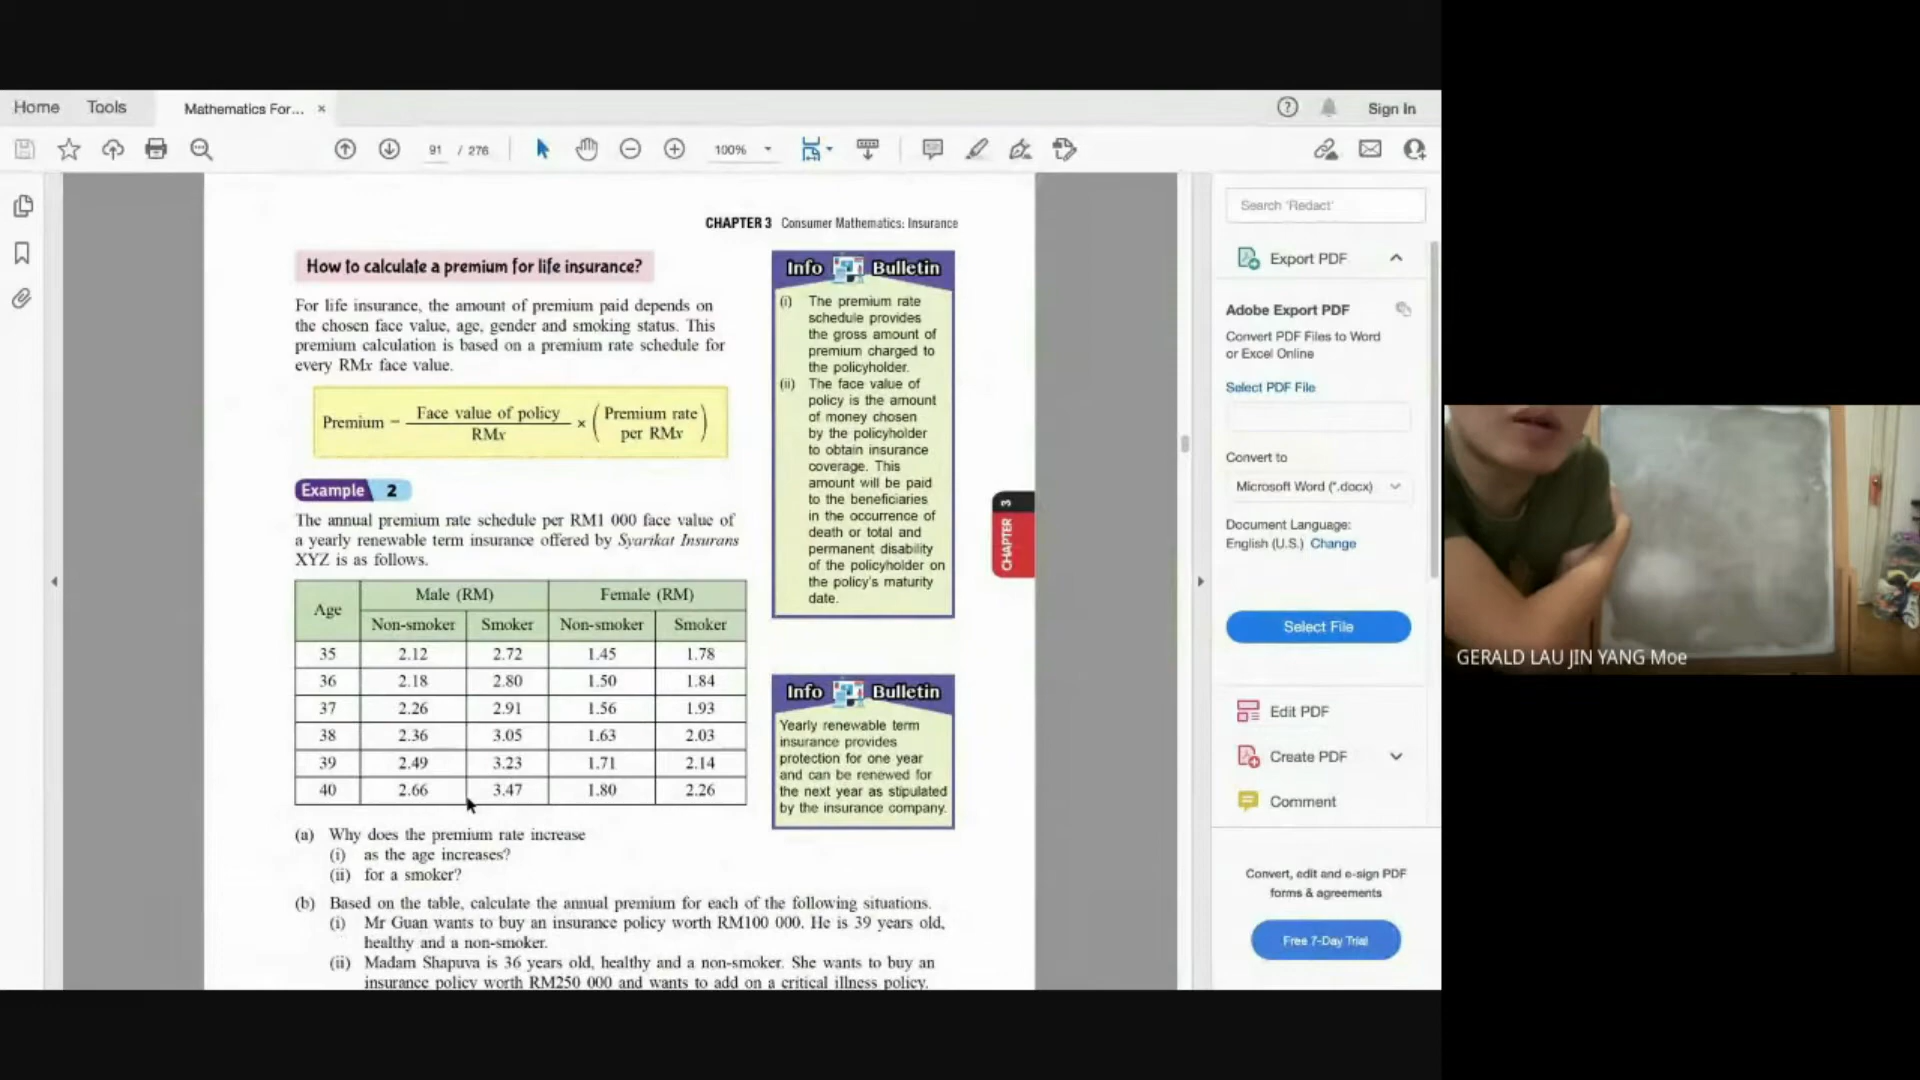 Home Tools Mathematics For... × Sign In
91 / 276 100%
CHAPTER 3 Consumer Mathematics: Insurance
How to calculate a premium for life insurance?
For life insurance, the amount of premium paid depends on
the chosen face value, age, gender and smoking status. This
premium calculation is based on a premium rate schedule for
every RMx face value.
Premium = Face value of policy / RMx × (Premium rate per RMx)
Example 2
The annual premium rate schedule per RM1 000 face value of
a yearly renewable term insurance offered by Syarikat Insurans
XYZ is as follows.
Age Male (RM) Female (RM)
Non-smoker Smoker Non-smoker Smoker
35 2.12 2.72 1.45 1.78
36 2.18 2.80 1.50 1.84
37 2.26 2.91 1.56 1.93
38 2.36 3.05 1.63 2.03
39 2.49 3.23 1.71 2.14
40 2.66 3.47 1.80 2.26
(a) Why does the premium rate increase
(i) as the age increases?
(ii) for a smoker?
(b) Based on the table, calculate the annual premium for each of the following situations.
(i) Mr Guan wants to buy an insurance policy worth RM100 000. He is 39 years old,
healthy and a non-smoker.
(ii) Madam Shapuva is 36 years old, healthy and a non-smoker. She wants to buy an
insurance policy worth RM250 000 and wants to add on a critical illness policy.
Info Bulletin
(i) The premium rate
schedule provides
the gross amount of
premium charged to
the policyholder.
(ii) The face value of
policy is the amount
of money chosen
by the policyholder
to obtain insurance
coverage. This
amount will be paid
to the beneficiaries
in the occurrence of
death or total and
permanent disability
of the policyholder on
the policy's maturity
date.
Info Bulletin
Yearly renewable term
insurance provides
protection for one year
and can be renewed for
the next year as stipulated
by the insurance company.
CHAPTER 3
Search 'Redact'
Export PDF
Adobe Export PDF
Convert PDF Files to Word
or Excel Online
Select PDF File
Convert to
Microsoft Word (*.docx)
Document Language:
English (U.S.) Change
Select File
Edit PDF
Create PDF
Comment
Convert, edit and e-sign PDF
forms & agreements
Free 7-Day Trial
GERALD LAU JIN YANG Moe